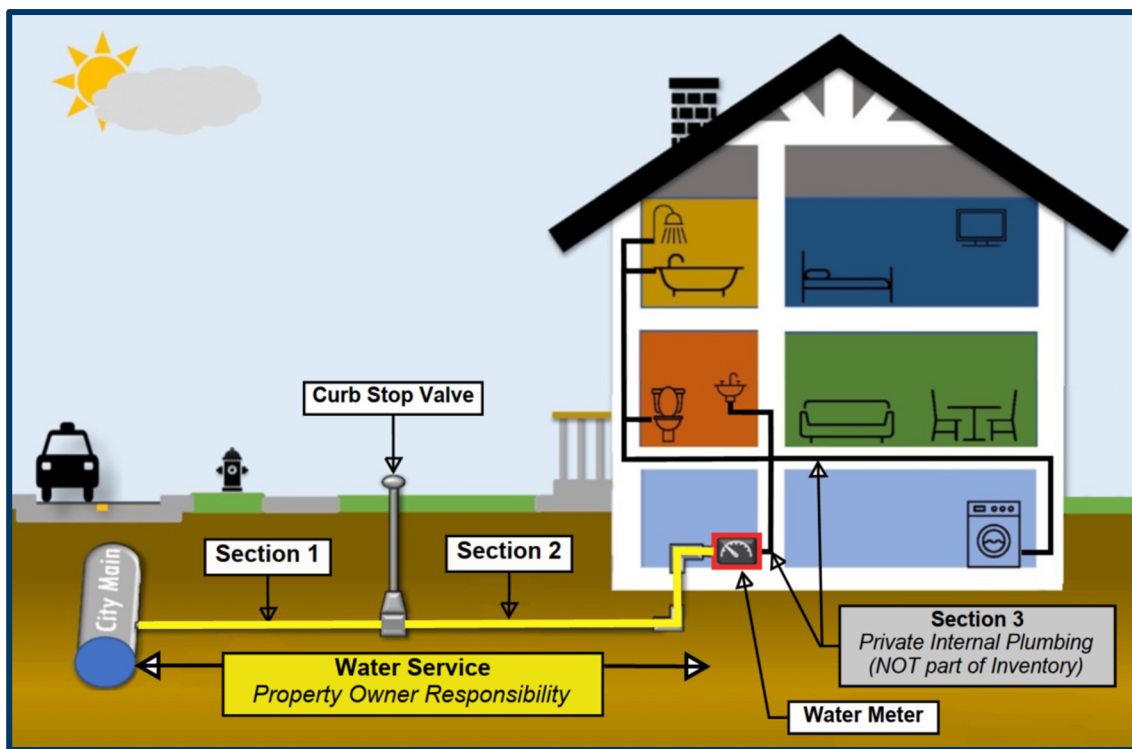 Curb Stop Valve
City Main
Section 1
Section 2
Water Service
Property Owner Responsibility
Section 3
Private Internal Plumbing
(NOT part of Inventory)
Water Meter